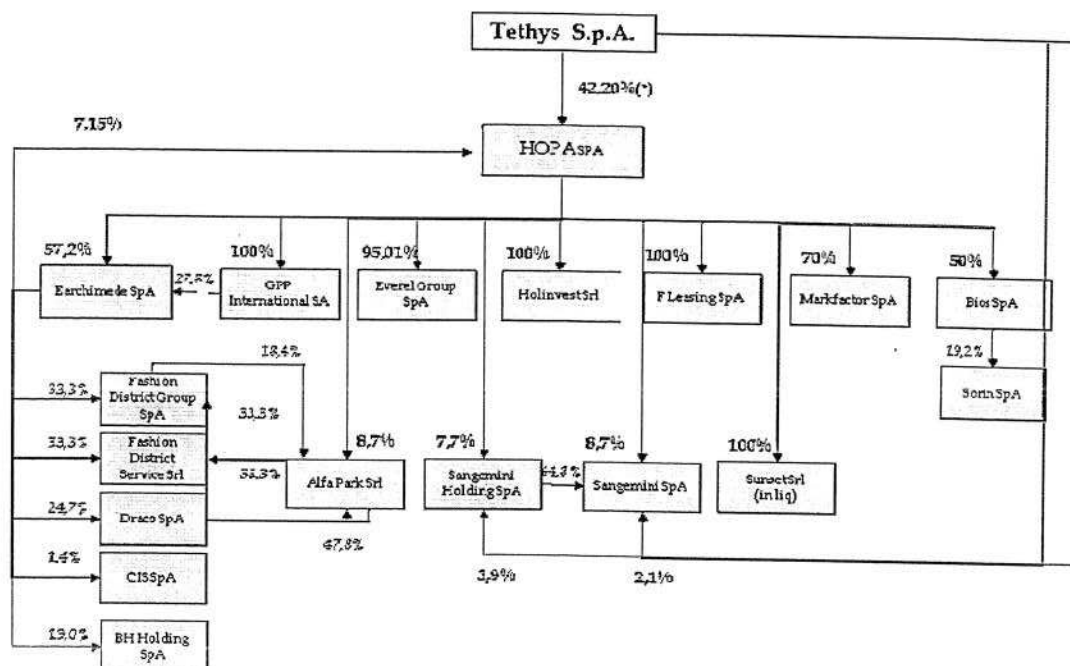 Tethys S.p.A.
42.20%(*)
7.15%
HOPA SPA
57,2%
100%
95,01%
100%
100%
70%
50%
Earchimede SpA
GPP
International SA
Everel Group
SpA
Holinvest Srl
F Leasing SpA
Markfactor SpA
Bios SpA
18,4%
19,2%
33,3%
Fashion
District Group
SpA
33,3%
Sorin SpA
33,3%
Fashion
District
Service Srl
33,3%
8,7%
7,7%
8,7%
100%
Alfa Park Srl
Sangemini
Holding SpA
Sangemini SpA
Sunset Srl
(in liq)
24,7%
Draco SpA
47,8%
1,4%
CIS SpA
3,9%
2,1%
19,0%
BH Holding
SpA